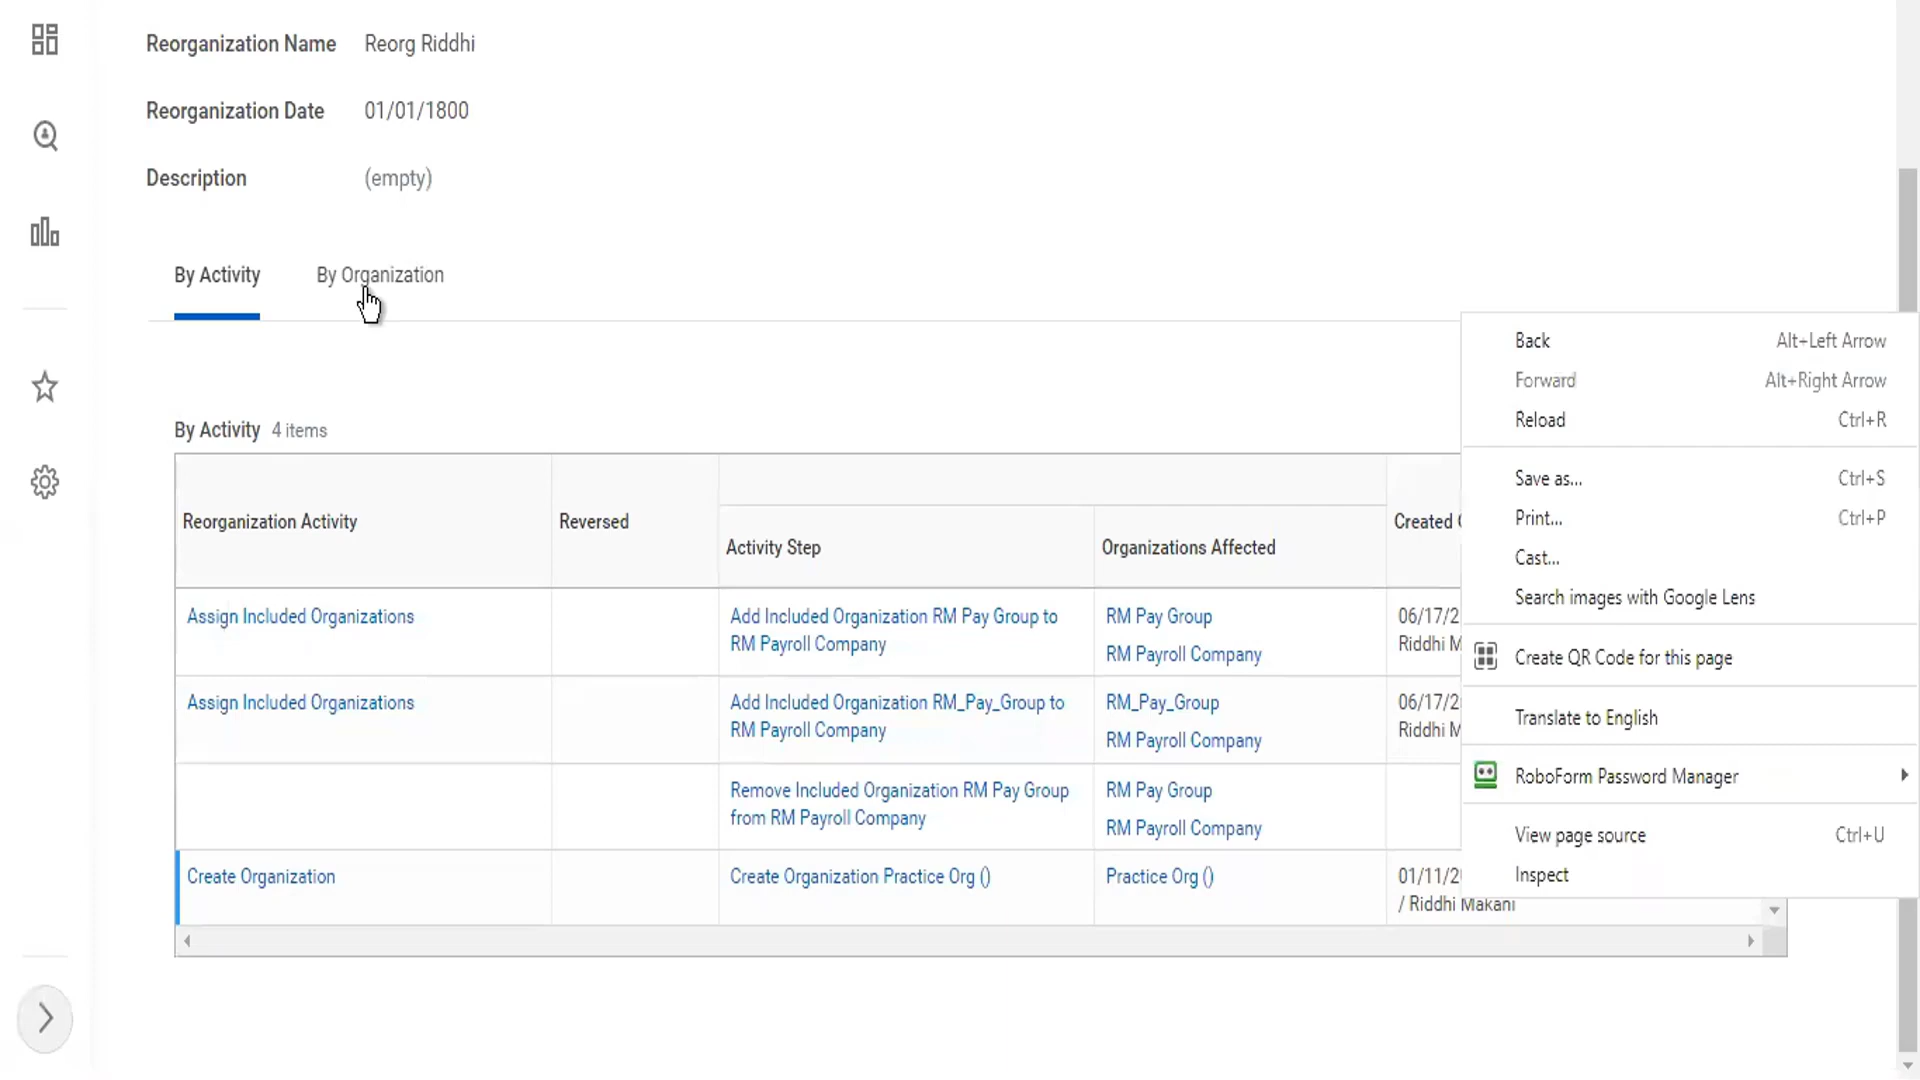 Reorganization Name Reorg Riddhi
Reorganization Date 01/01/1800
Description (empty)
By Activity By Organization
By Activity 4 items
Reorganization Activity Reversed Activity Step Organizations Affected Created
Assign Included Organizations Add Included Organization RM Pay Group to RM Pay Group 06/17/2
RM Payroll Company RM Payroll Company Riddhi M
Assign Included Organizations Add Included Organization RM_Pay_Group to RM_Pay_Group 06/17/2
RM Payroll Company RM Payroll Company Riddhi M
Remove Included Organization RM Pay Group RM Pay Group
from RM Payroll Company RM Payroll Company
Create Organization Create Organization Practice Org () Practice Org () 01/11/2
/ Riddhi Makani
Back Alt+Left Arrow
Forward Alt+Right Arrow
Reload Ctrl+R
Save as... Ctrl+S
Print... Ctrl+P
Cast...
Search images with Google Lens
Create QR Code for this page
Translate to English
RoboForm Password Manager
View page source Ctrl+U
Inspect